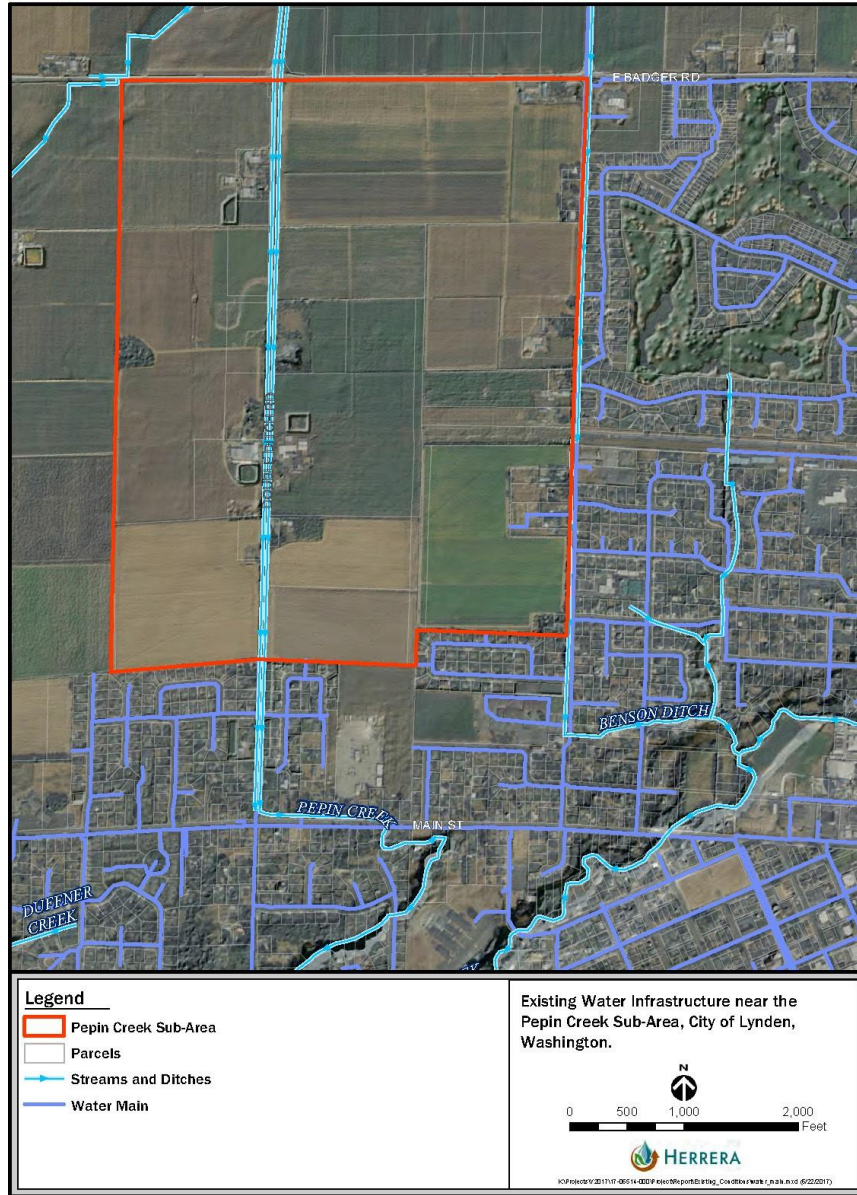 E BADGER RD
BENSON DITCH
PEPIN CREEK
MAIN ST
DUFFNER
CREEK
Legend
Pepin Creek Sub-Area
Parcels
Streams and Ditches
Water Main
Existing Water Infrastructure near the
Pepin Creek Sub-Area, City of Lynden,
Washington.
N
0 500 1,000 2,000
Feet
HERRERA